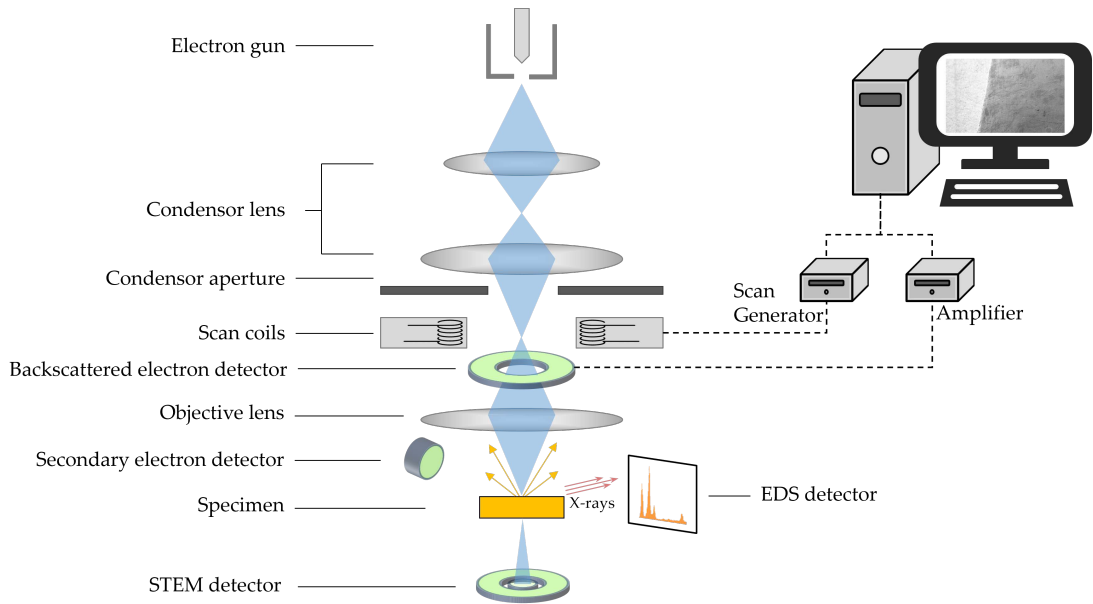 Electron gun
Condensor lens
Condensor aperture
Scan
Generator
Amplifier
Scan coils
Backscattered electron detector
Objective lens
Secondary electron detector
Specimen
X-rays
EDS detector
STEM detector